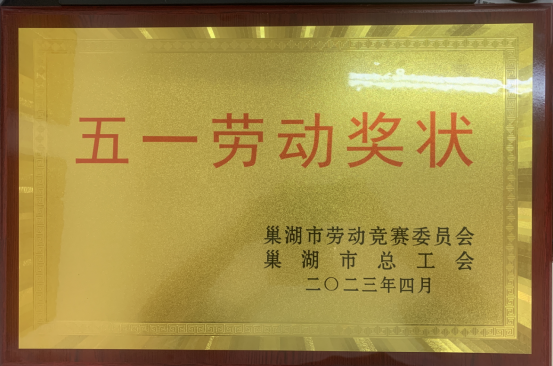 五一劳动奖状
巢湖市劳动竞赛委员会
巢湖市总工会
二〇二三年四月